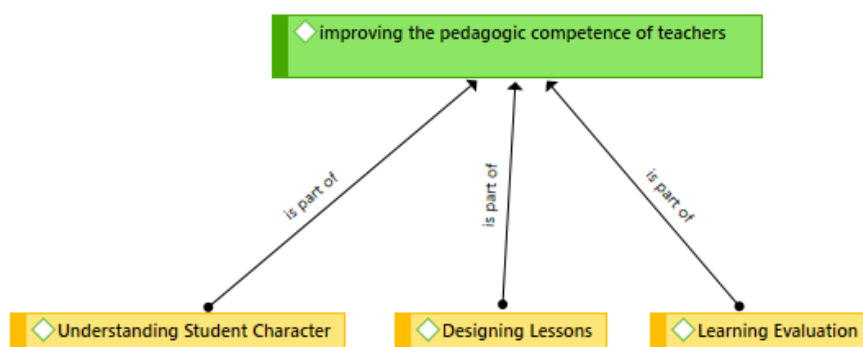 improving the pedagogic competence of teachers
is part of
is part of
is part of
Understanding Student Character
Designing Lessons
Learning Evaluation